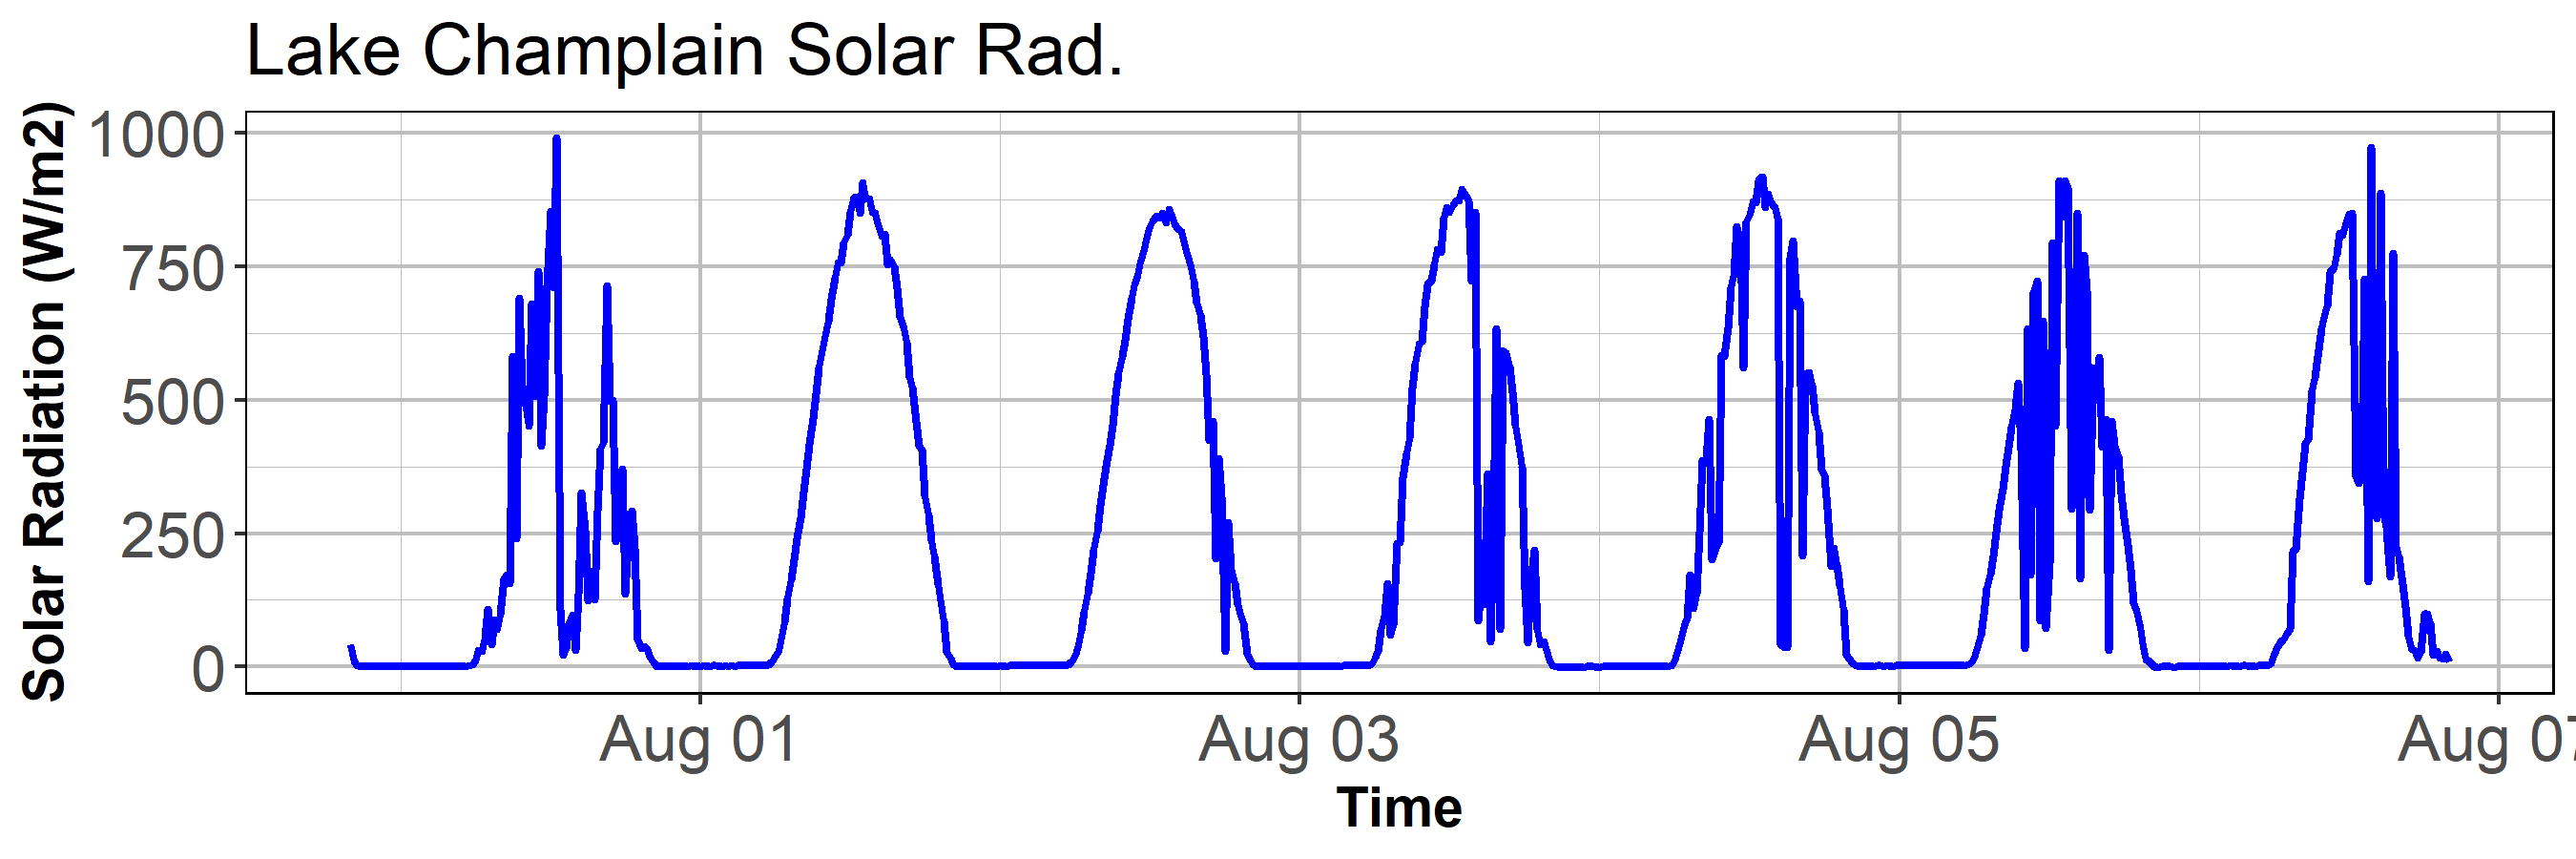 Lake Champlain Solar Rad.
Solar Radiation (W/m2)
1000
750
500
250
0
Aug 01
Aug 03
Aug 05
Aug 07
Time